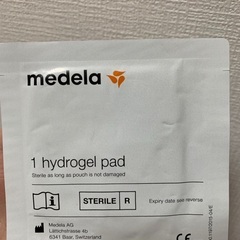 medela
1 hydrogel pad
Sterile as long as pouch is not damaged
STERILE R
Expiry date see reverse
Medela AG
Lättichstrasse 4b
6341 Baar, Switzerland
CE